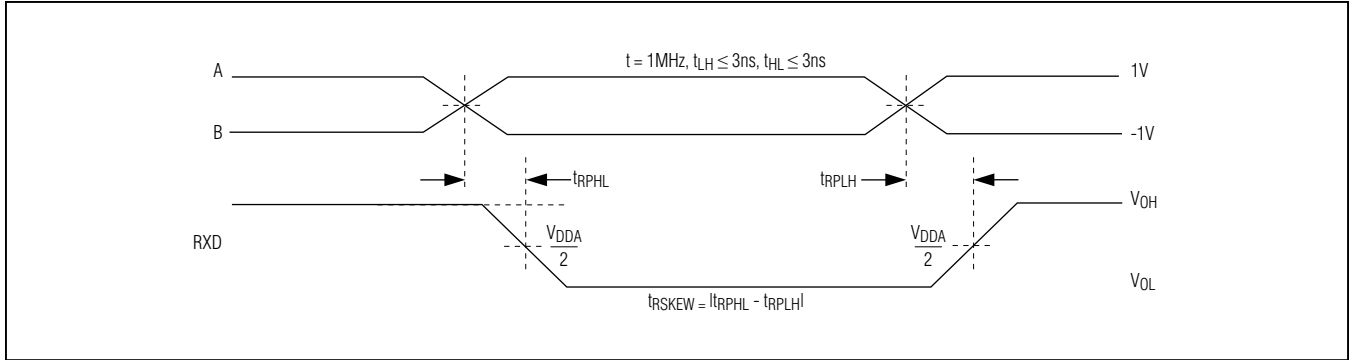 A
t = 1MHz, tLH ≤ 3ns, tHL ≤ 3ns
1V
B
-1V
tRPHL
tRPLH
VOH
RXD
VDDA
2
VDDA
2
VOL
tRSKEW = |tRPHL - tRPLH|